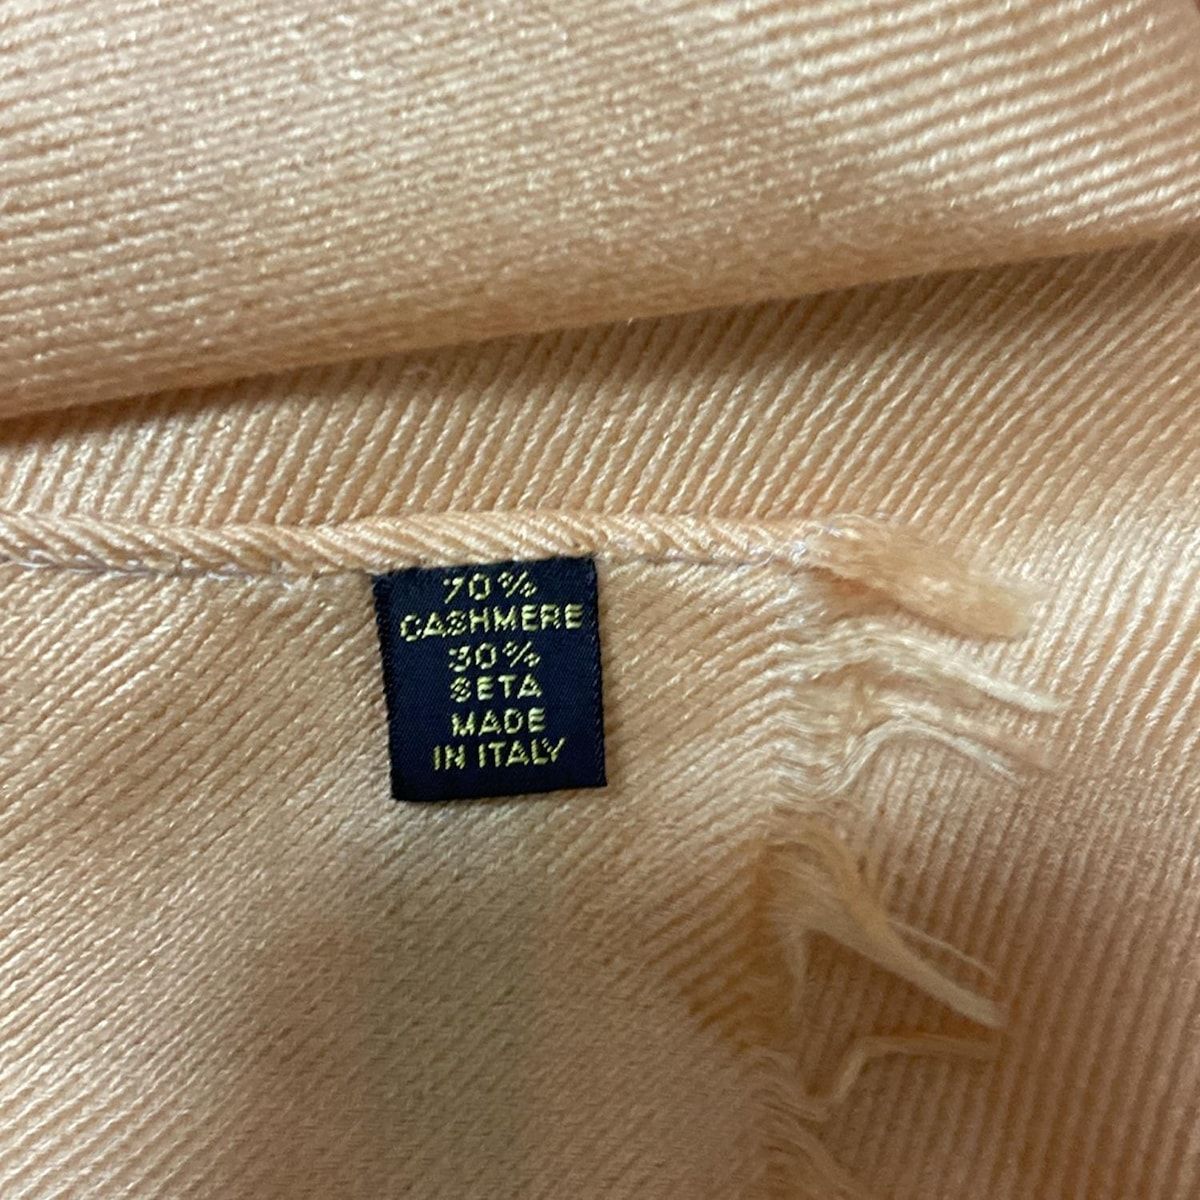 70%
CASHMERE
30%
SETA
MADE
IN ITALY